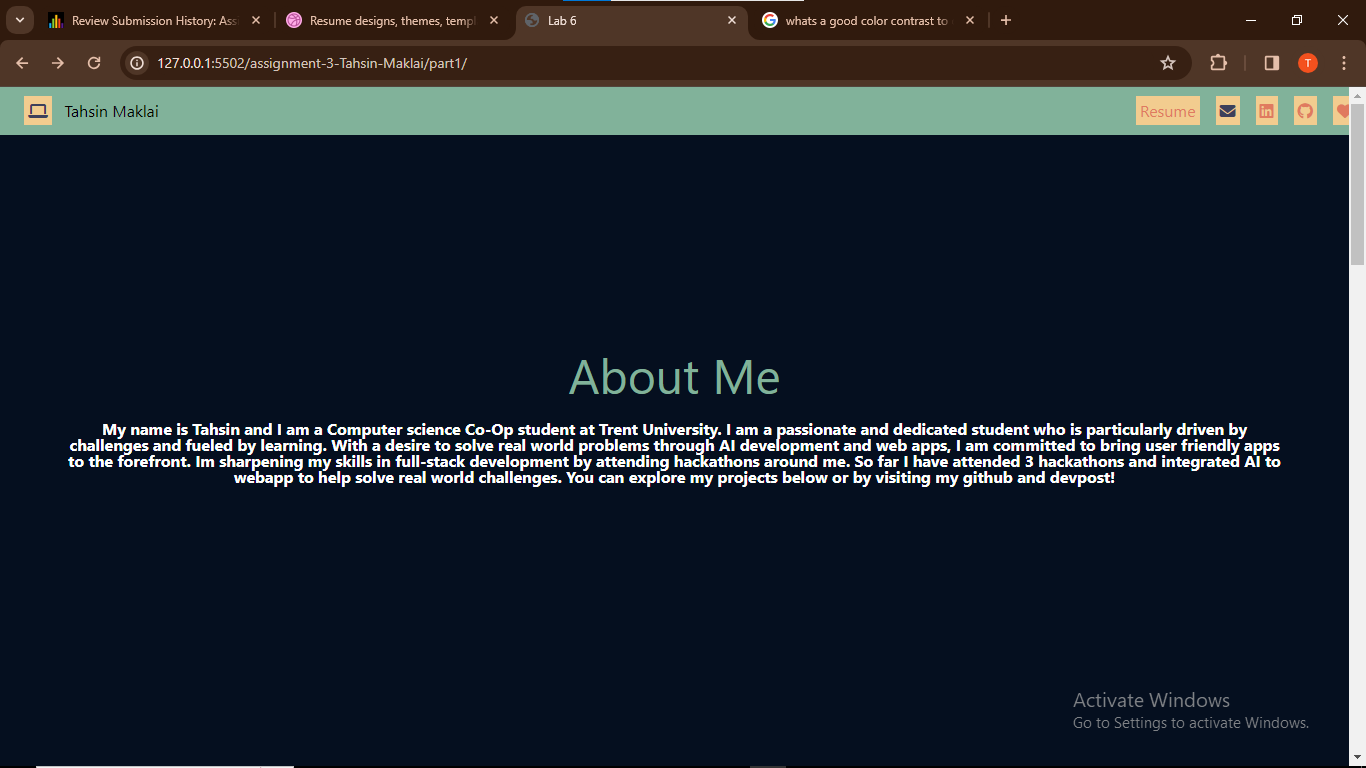 Review Submission History: Ass
Resume designs, themes, templ
Lab 6
whats a good color contrast to
127.0.0.1:5502/assignment-3-Tahsin-Maklai/part1/
T
Tahsin Maklai
Resume
About Me
My name is Tahsin and I am a Computer science Co-Op student at Trent University. I am a passionate and dedicated student who is particularly driven by
challenges and fueled by learning. With a desire to solve real world problems through AI development and web apps, I am committed to bring user friendly apps
to the forefront. Im sharpening my skills in full-stack development by attending hackathons around me. So far I have attended 3 hackathons and integrated AI to
webapp to help solve real world challenges. You can explore my projects below or by visiting my github and devpost!
Activate Windows
Go to Settings to activate Windows.